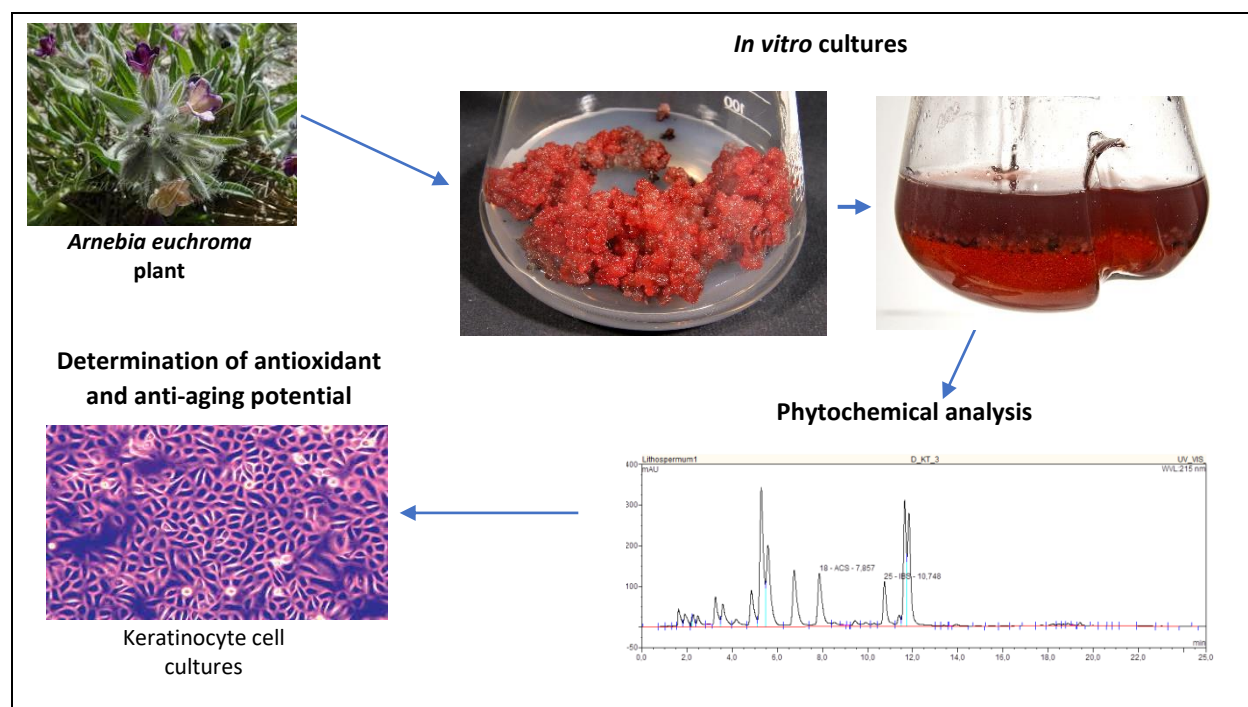 In vitro cultures
100
Arnebia euchroma
plant
Determination of antioxidant
and anti-aging potential
Phytochemical analysis
Lithospermum1 D_KT_3 UV_VIS
400 mAU WVL:215 nm
300
200
18 - ACS - 7,857
25 - IBS - 10,748
100
-50
min
0,0 2,0 4,0 6,0 8,0 10,0 12,0 14,0 16,0 18,0 20,0 22,0 25,0
Keratinocyte cell
cultures